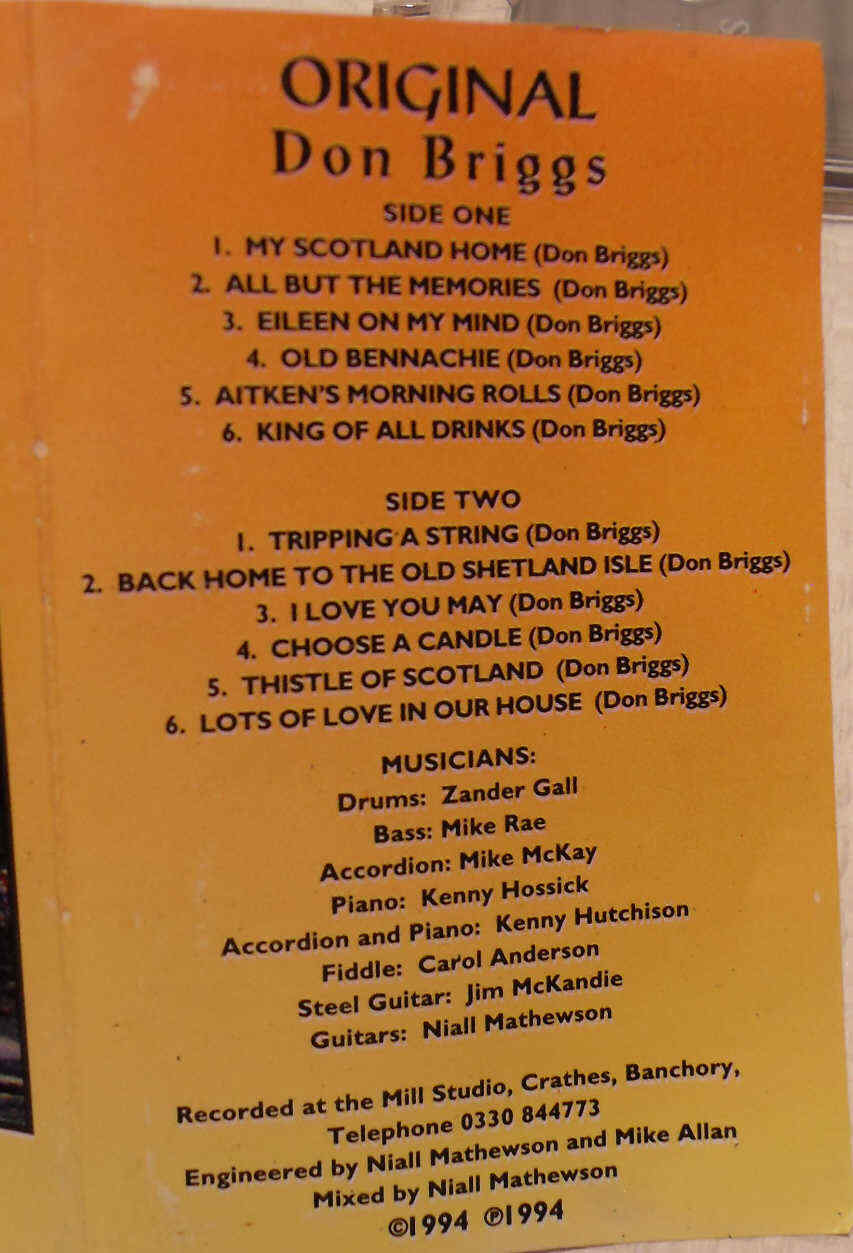 ORIGINAL
Don Briggs
SIDE ONE
1. MY SCOTLAND HOME (Don Briggs)
2. ALL BUT THE MEMORIES (Don Briggs)
3. EILEEN ON MY MIND (Don Briggs)
4. OLD BENNACHIE (Don Briggs)
5. AITKEN'S MORNING ROLLS (Don Briggs)
6. KING OF ALL DRINKS (Don Briggs)
SIDE TWO
1. TRIPPING A STRING (Don Briggs)
2. BACK HOME TO THE OLD SHETLAND ISLE (Don Briggs)
3. I LOVE YOU MAY (Don Briggs)
4. CHOOSE A CANDLE (Don Briggs)
5. THISTLE OF SCOTLAND (Don Briggs)
6. LOTS OF LOVE IN OUR HOUSE (Don Briggs)
MUSICIANS:
Drums: Zander Gall
Bass: Mike Rae
Accordion: Mike McKay
Piano: Kenny Hossick
Accordion and Piano: Kenny Hutchison
Fiddle: Carol Anderson
Steel Guitar: Jim McKandie
Guitars: Niall Mathewson
Recorded at the Mill Studio, Crathes, Banchory,
Telephone 0330 844773
Engineered by Niall Mathewson and Mike Allan
Mixed by Niall Mathewson
©1994 ℗1994